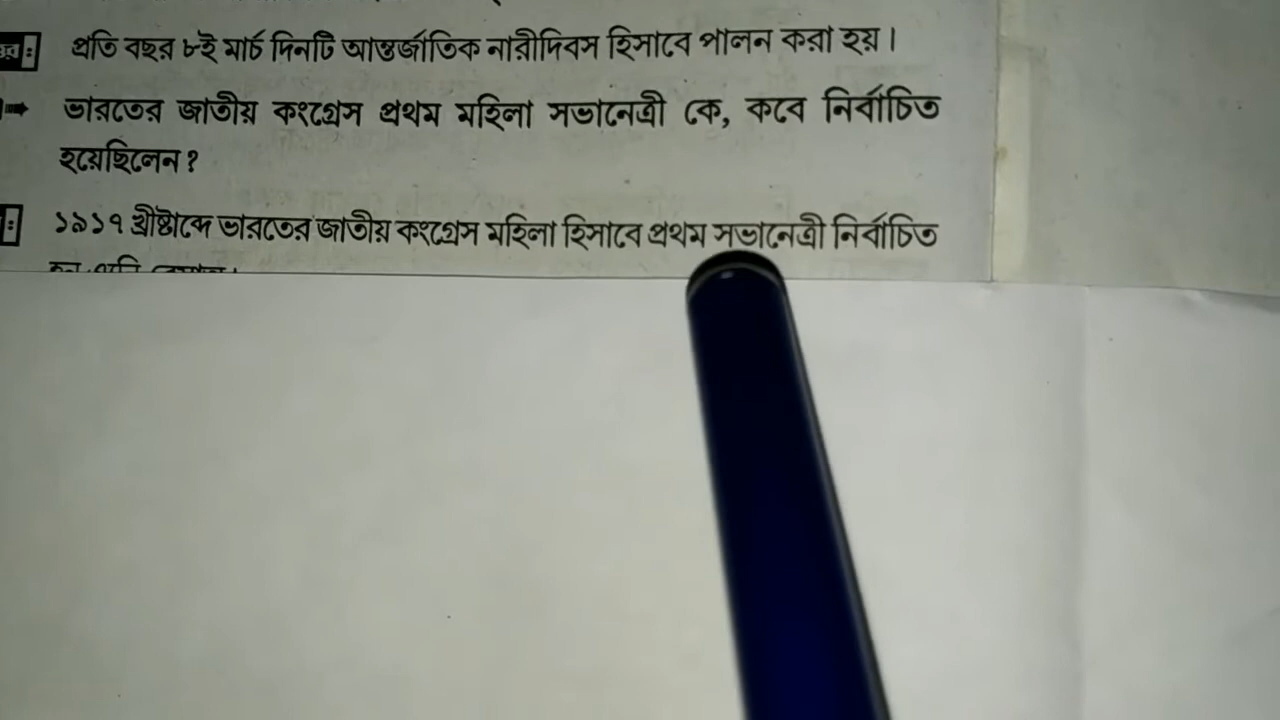 প্রতি বছর ৮ই মার্চ দিনটি আন্তর্জাতিক নারীদিবস হিসাবে পালন করা হয়।
ভারতের জাতীয় কংগ্রেস প্রথম মহিলা সভানেত্রী কে, কবে নির্বাচিত
হয়েছিলেন?
১৯১৭ খ্রীষ্টাব্দে ভারতের জাতীয় কংগ্রেস মহিলা হিসাবে প্রথম সভানেত্রী নির্বাচিত